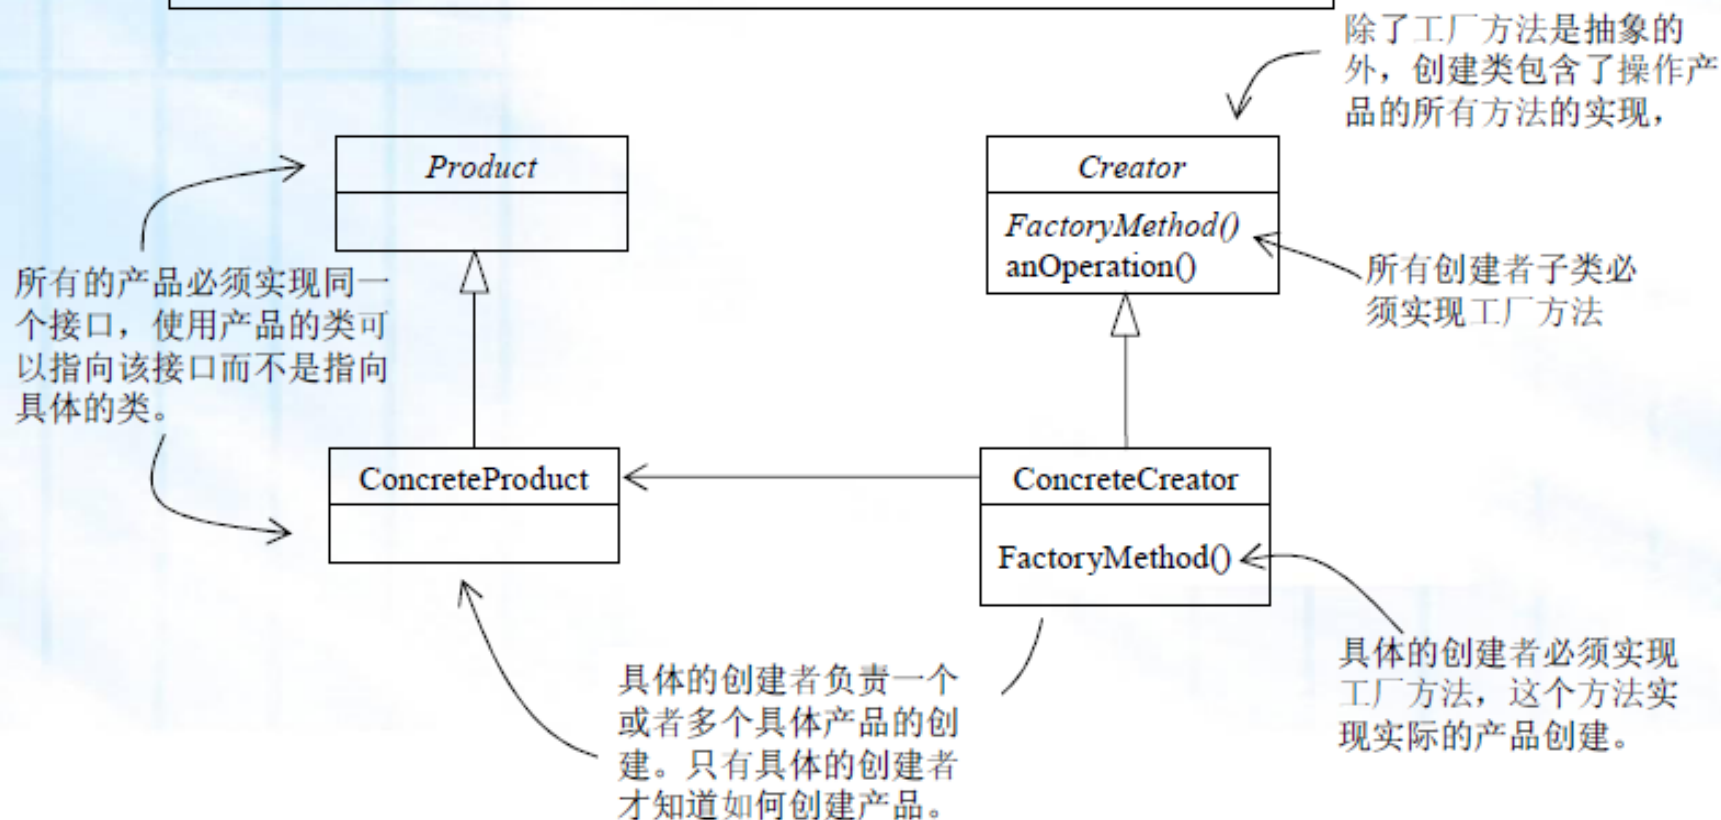 除了工厂方法是抽象的
外，创建类包含了操作产
品的所有方法的实现，
Product
Creator
FactoryMethod()
anOperation()
所有的产品必须实现同一
个接口，使用产品的类可
以指向该接口而不是指向
具体的类。
所有创建者子类必
须实现工厂方法
ConcreteProduct
ConcreteCreator
FactoryMethod()
具体的创建者负责一个
或者多个具体产品的创
建。只有具体的创建者
才知道如何创建产品。
具体的创建者必须实现
工厂方法，这个方法实
现实际的产品创建。